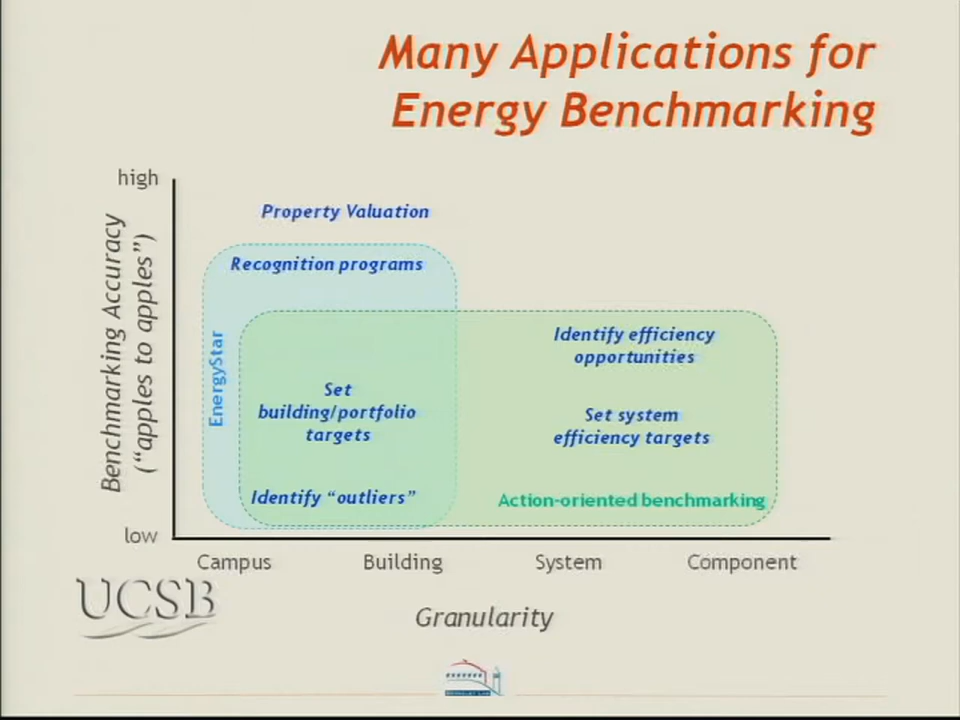 Many Applications for
Energy Benchmarking
high
Property Valuation
Recognition programs
Benchmarking Accuracy
("apples to apples")
EnergyStar
Identify efficiency
opportunities
Set
building/portfolio
targets
Set system
efficiency targets
Identify “outliers”
Action-oriented benchmarking
low
Campus Building System Component
UCSB
Granularity
BERKELEY LAB